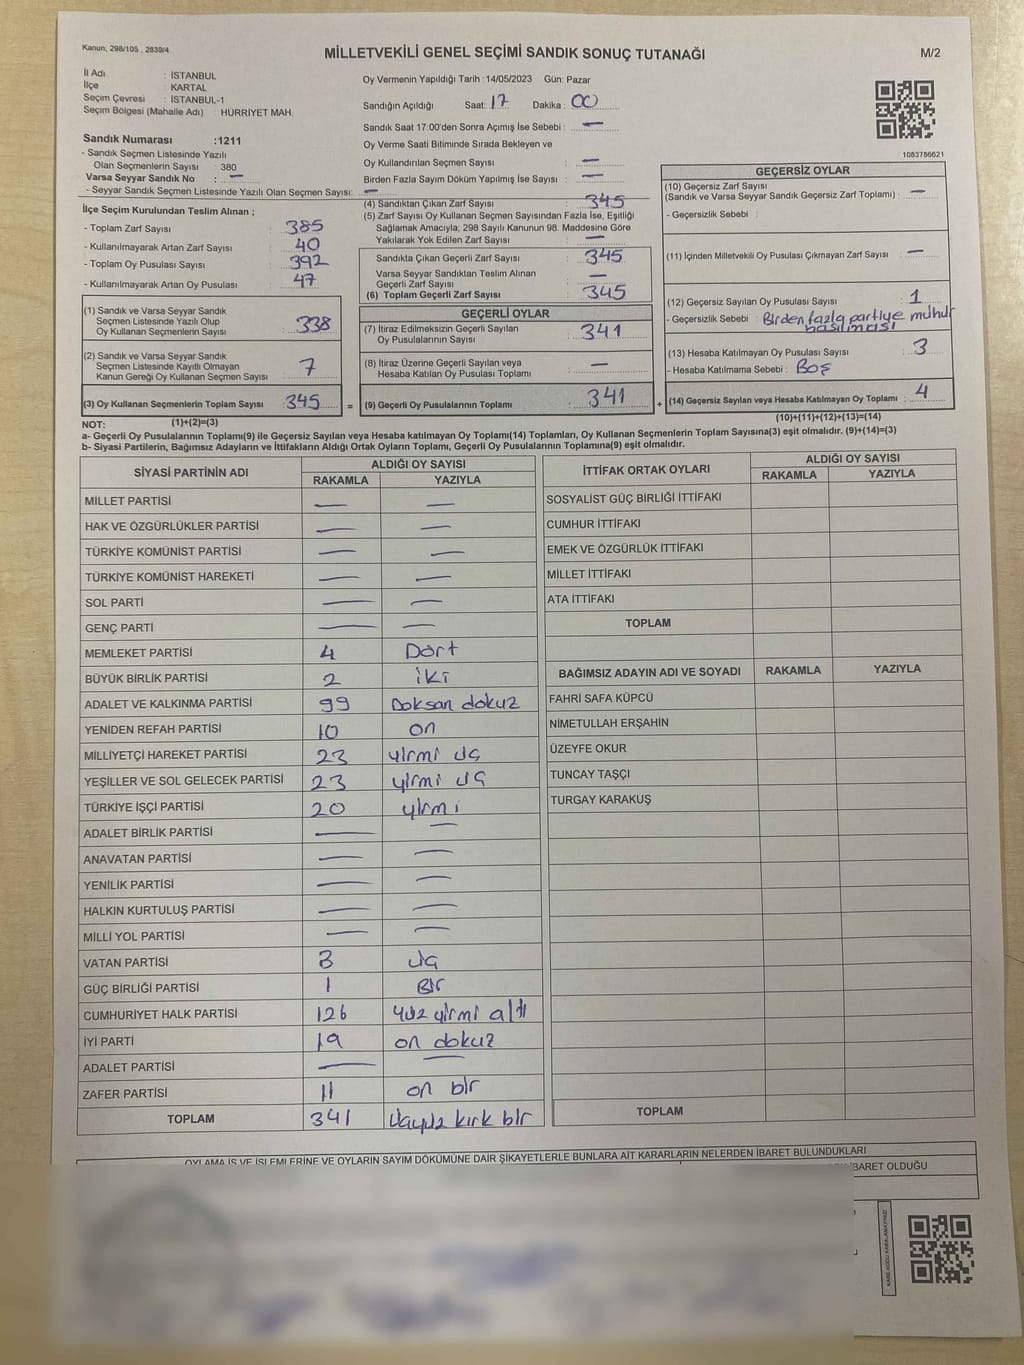 Kanun, 298/105 , 2839/4
MİLLETVEKİLİ GENEL SEÇİMİ SANDIK SONUÇ TUTANAĞI
M/2
İl Adı : İSTANBUL
İlçe : KARTAL
Seçim Çevresi : İSTANBUL-1
Seçim Bölgesi (Mahalle Adı) : HÜRRİYET MAH.
Oy Vermenin Yapıldığı Tarih :14/05/2023 Gün: Pazar
Sandığın Açıldığı Saat: 17 Dakika: 00
Sandık Saat 17:00'den Sonra Açımış İse Sebebi : —
Oy Verme Saati Bitiminde Sırada Bekleyen ve
Oy Kullandırılan Seçmen Sayısı : —
Birden Fazla Sayım Döküm Yapılmış İse Sayısı : —
1083786621
Sandık Numarası :1211
- Sandık Seçmen Listesinde Yazılı
Olan Seçmenlerin Sayısı : 380
Varsa Seyyar Sandık No : —
- Seyyar Sandık Seçmen Listesinde Yazılı Olan Seçmen Sayısı: —
İlçe Seçim Kurulundan Teslim Alınan ;
- Toplam Zarf Sayısı : 385
- Kullanılmayarak Artan Zarf Sayısı : 40
- Toplam Oy Pusulası Sayısı : 392
- Kullanılmayarak Artan Oy Pusulası : 47
(1) Sandık ve Varsa Seyyar Sandık
Seçmen Listesinde Yazılı Olup
Oy Kullanan Seçmenlerin Sayısı : 338
(2) Sandık ve Varsa Seyyar Sandık
Seçmen Listesinde Kayıtlı Olmayan
Kanun Gereği Oy Kullanan Seçmen Sayısı : 7
(3) Oy Kullanan Seçmenlerin Toplam Sayısı : 345 =
(4) Sandıktan Çıkan Zarf Sayısı : 345
(5) Zarf Sayısı Oy Kullanan Seçmen Sayısından Fazla İse, Eşitliği
Sağlamak Amacıyla; 298 Sayılı Kanunun 98. Maddesine Göre
Yakılarak Yok Edilen Zarf Sayısı : —
Sandıkta Çıkan Geçerli Zarf Sayısı : 345
Varsa Seyyar Sandıktan Teslim Alınan
Geçerli Zarf Sayısı : —
(6) Toplam Geçerli Zarf Sayısı : 345
GEÇERLİ OYLAR
(7) İtiraz Edilmeksizin Geçerli Sayılan
Oy Pusulalarının Sayısı : 341
(8) İtiraz Üzerine Geçerli Sayılan veya
Hesaba Katılan Oy Pusulası Toplamı : —
(9) Geçerli Oy Pusulalarının Toplamı : 341 +
GEÇERSİZ OYLAR
(10) Geçersiz Zarf Sayısı
(Sandık ve Varsa Seyyar Sandık Geçersiz Zarf Toplamı) : —
- Geçersizlik Sebebi :
(11) İçinden Milletvekili Oy Pusulası Çıkmayan Zarf Sayısı : —
(12) Geçersiz Sayılan Oy Pusulası Sayısı : 1
- Geçersizlik Sebebi : Birden fazla partiye mühür
basılması
(13) Hesaba Katılmayan Oy Pusulası Sayısı : 3
- Hesaba Katılmama Sebebi : Boş
(14) Geçersiz Sayılan veya Hesaba Katılmayan Oy Toplamı : 4
(10)+(11)+(12)+(13)=(14)
NOT: (1)+(2)=(3)
a- Geçerli Oy Pusulalarının Toplamı(9) ile Geçersiz Sayılan veya Hesaba katılmayan Oy Toplamı(14) Toplamları, Oy Kullanan Seçmenlerin Toplam Sayısına(3) eşit olmalıdır. (9)+(14)=(3)
b- Siyasi Partilerin, Bağımsız Adayların ve İttifakların Aldığı Ortak Oyların Toplamı, Geçerli Oy Pusulalarının Toplamına(9) eşit olmalıdır.
SİYASİ PARTİNİN ADI ALDIĞI OY SAYISI
RAKAMLA YAZIYLA
MİLLET PARTİSİ — —
HAK VE ÖZGÜRLÜKLER PARTİSİ — —
TÜRKİYE KOMÜNİST PARTİSİ — —
TÜRKİYE KOMÜNİST HAREKETİ — —
SOL PARTİ — —
GENÇ PARTİ — —
MEMLEKET PARTİSİ 4 Dört
BÜYÜK BİRLİK PARTİSİ 2 iki
ADALET VE KALKINMA PARTİSİ 99 Doksan dokuz
YENİDEN REFAH PARTİSİ 10 on
MİLLİYETÇİ HAREKET PARTİSİ 23 yirmi üç
YEŞİLLER VE SOL GELECEK PARTİSİ 23 yirmi üç
TÜRKİYE İŞÇİ PARTİSİ 20 yirmi
ADALET BİRLİK PARTİSİ — —
ANAVATAN PARTİSİ — —
YENİLİK PARTİSİ — —
HALKIN KURTULUŞ PARTİSİ — —
MİLLİ YOL PARTİSİ — —
VATAN PARTİSİ 3 üç
GÜÇ BİRLİĞİ PARTİSİ 1 Bir
CUMHURİYET HALK PARTİSİ 126 yüz yirmi altı
İYİ PARTİ 19 on dokuz
ADALET PARTİSİ — —
ZAFER PARTİSİ 11 on bir
TOPLAM 341 üçyüz kırk bir
İTTİFAK ORTAK OYLARI ALDIĞI OY SAYISI
RAKAMLA YAZIYLA
SOSYALİST GÜÇ BİRLİĞİ İTTİFAKI
CUMHUR İTTİFAKI
EMEK VE ÖZGÜRLÜK İTTİFAKI
MİLLET İTTİFAKI
ATA İTTİFAKI
TOPLAM
BAĞIMSIZ ADAYIN ADI VE SOYADI RAKAMLA YAZIYLA
FAHRİ SAFA KÜPCÜ
NİMETULLAH ERŞAHİN
ÜZEYFE OKUR
TUNCAY TAŞÇI
TURGAY KARAKUŞ
TOPLAM
OYLAMA İŞ VE İŞLEMLERİNE VE OYLARIN SAYIM DÖKÜMÜNE DAİR ŞİKAYETLERLE BUNLARA AİT KARARLARIN NELERDEN İBARET BULUNDUKLARI
İBARET OLDUĞU